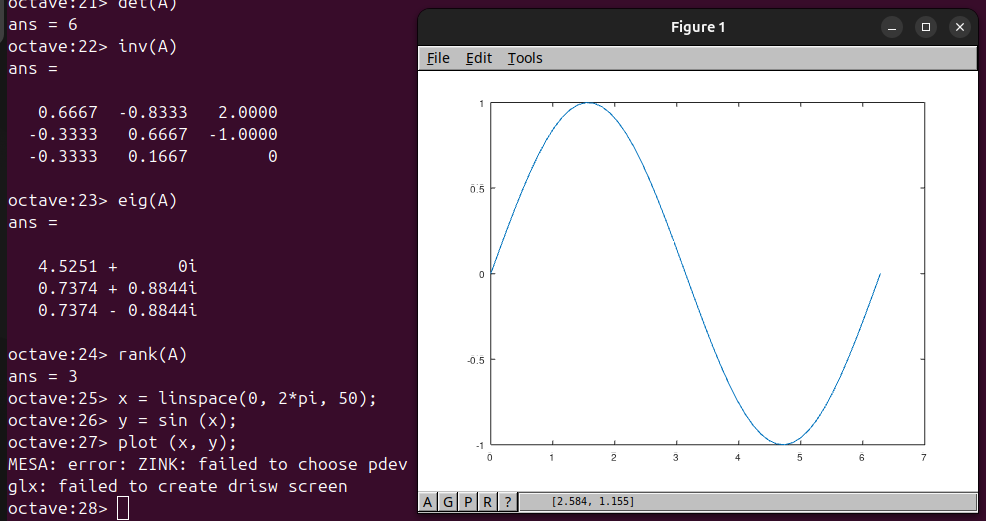 octave:21> det(A)
ans = 6
octave:22> inv(A)
ans =
0.6667 -0.8333 2.0000
-0.3333 0.6667 -1.0000
-0.3333 0.1667 0
octave:23> eig(A)
ans =
4.5251 + 0i
0.7374 + 0.8844i
0.7374 - 0.8844i
octave:24> rank(A)
ans = 3
octave:25> x = linspace(0, 2*pi, 50);
octave:26> y = sin (x);
octave:27> plot (x, y);
MESA: error: ZINK: failed to choose pdev
glx: failed to create drisw screen
octave:28>
Figure 1
File Edit Tools
1
0.5
0
-0.5
-1
0 1 2 3 4 5 6 7
A G P R ? [2.584, 1.155]